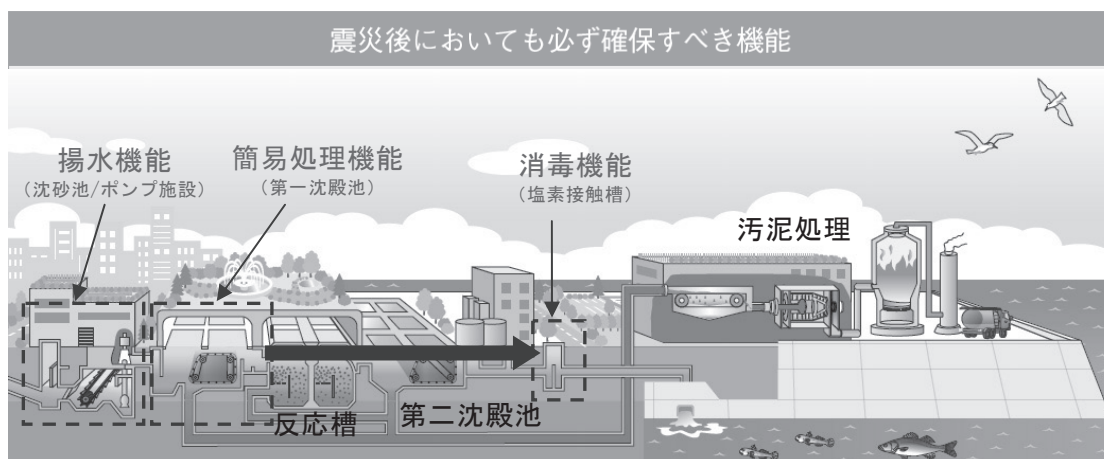 震災後においても必ず確保すべき機能
揚水機能
（沈砂池/ポンプ施設）
簡易処理機能
（第一沈殿池）
消毒機能
（塩素接触槽）
汚泥処理
反応槽
第二沈殿池